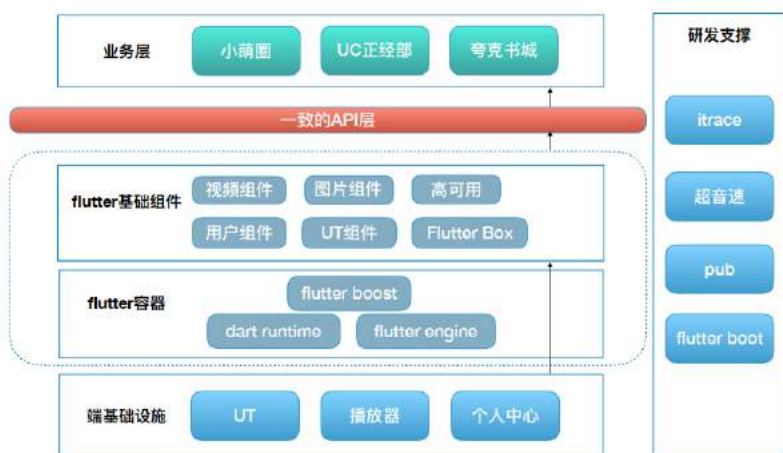 业务层
小萌圈
UC正经部
夸克书城
一致的API层
flutter基础组件
视频组件
图片组件
高可用
用户组件
UT组件
Flutter Box
flutter容器
flutter boost
dart runtime
flutter engine
端基础设施
UT
播放器
个人中心
研发支撑
itrace
超音速
pub
flutter boot